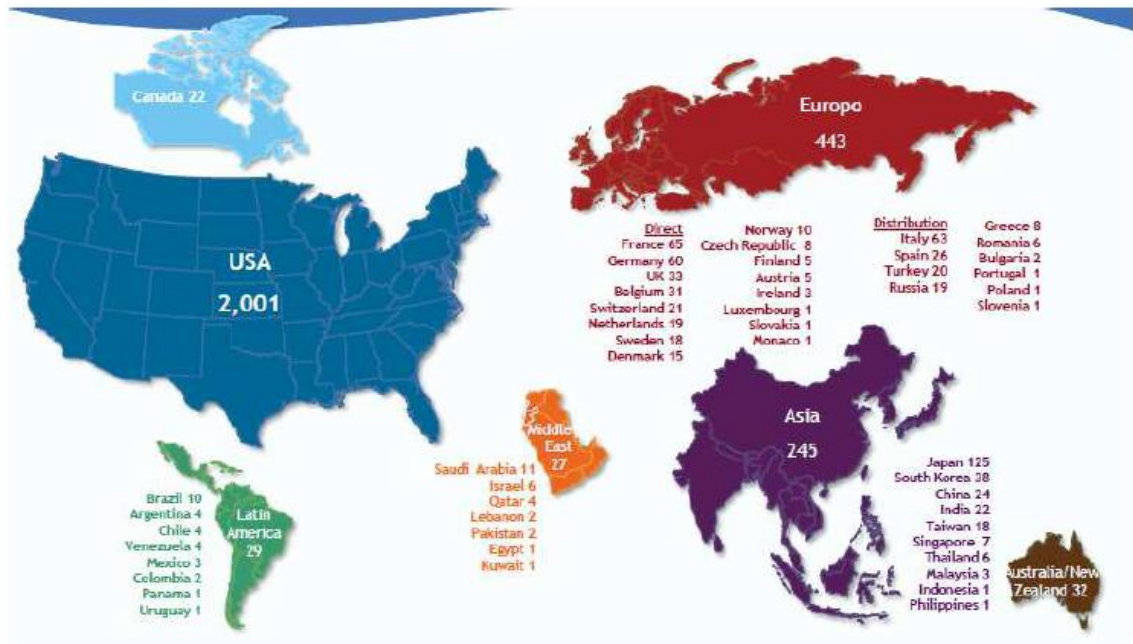 Canada 22
USA
2,001
Europe
443
Direct
France 65
Germany 60
UK 33
Belgium 31
Switzerland 21
Netherlands 19
Sweden 18
Denmark 15
Norway 10
Czech Republic 8
Finland 5
Austria 5
Ireland 3
Luxembourg 1
Slovakia 1
Monaco 1
Distribution
Italy 63
Spain 26
Turkey 20
Russia 19
Greece 8
Romania 6
Bulgaria 2
Portugal 1
Poland 1
Slovenia 1
Middle
East
27
Saudi Arabia 11
Israel 6
Qatar 4
Lebanon 2
Pakistan 2
Egypt 1
Kuwait 1
Asia
245
Japan 125
South Korea 38
China 24
India 22
Taiwan 18
Singapore 7
Thailand 6
Malaysia 3
Indonesia 1
Philippines 1
Latin
America
29
Brazil 10
Argentina 4
Chile 4
Venezuela 4
Mexico 3
Colombia 2
Panama 1
Uruguay 1
Australia/New
Zealand 32